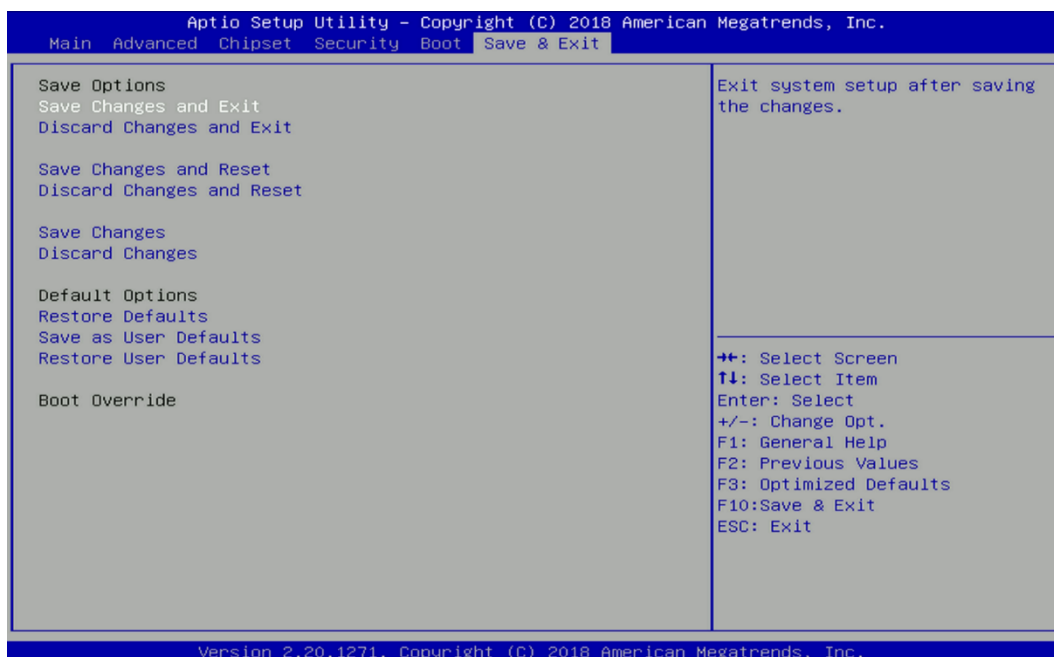 Aptio Setup Utility – Copyright (C) 2018 American Megatrends, Inc.
Main Advanced Chipset Security Boot Save & Exit
Save Options
Save Changes and Exit
Discard Changes and Exit
Save Changes and Reset
Discard Changes and Reset
Save Changes
Discard Changes
Default Options
Restore Defaults
Save as User Defaults
Restore User Defaults
Boot Override
Exit system setup after saving
the changes.
→←: Select Screen
↑↓: Select Item
Enter: Select
+/-: Change Opt.
F1: General Help
F2: Previous Values
F3: Optimized Defaults
F10:Save & Exit
ESC: Exit
Version 2.20.1271. Copyright (C) 2018 American Megatrends, Inc.